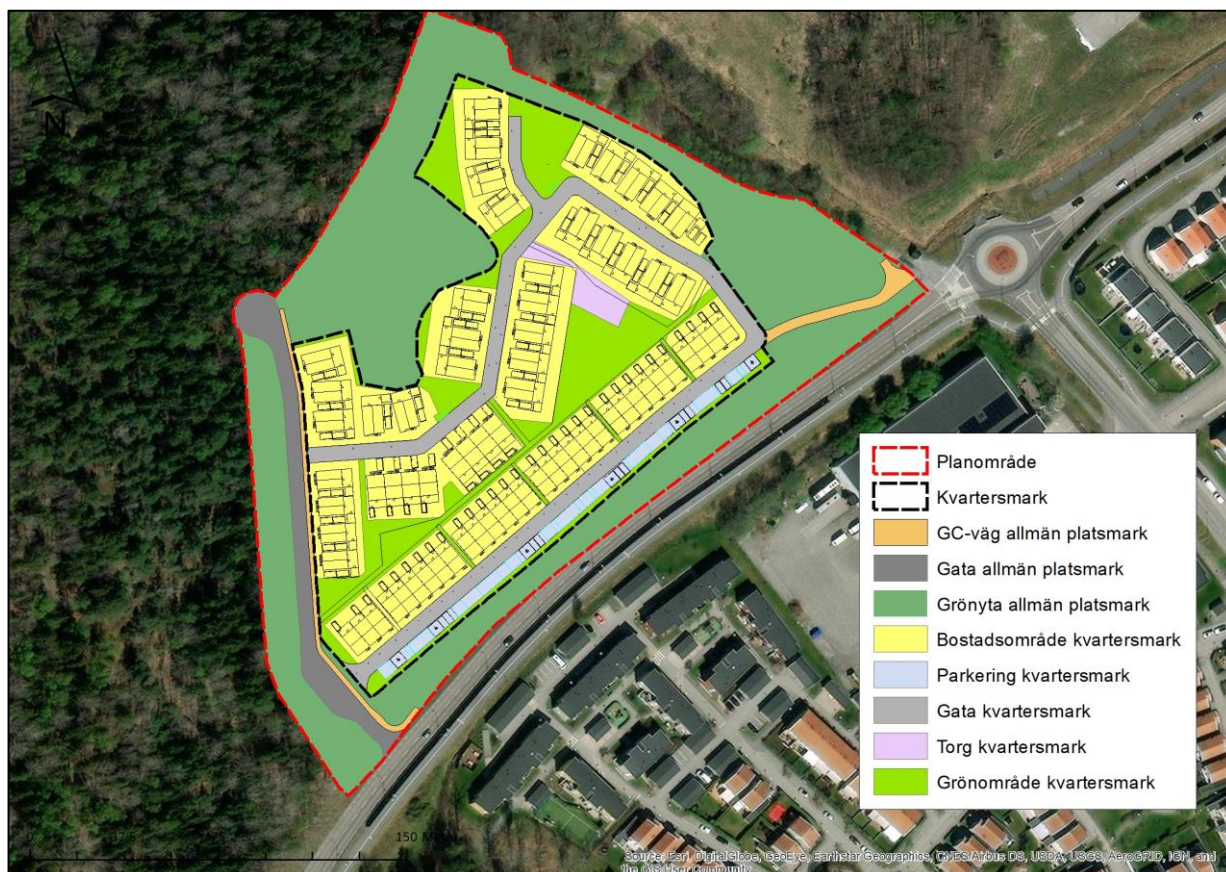 N
Planområde
Kvartersmark
GC-väg allmän platsmark
Gata allmän platsmark
Grönyta allmän platsmark
Bostadsområde kvartersmark
Parkering kvartersmark
Gata kvartersmark
Torg kvartersmark
Grönområde kvartersmark
0
150
Source: Esri, DigitalGlobe, GeoEye, Earthstar Geographics, CNES/Airbus DS, USDA, USGS, AeroGRID, IGN, and
the GIS User Community